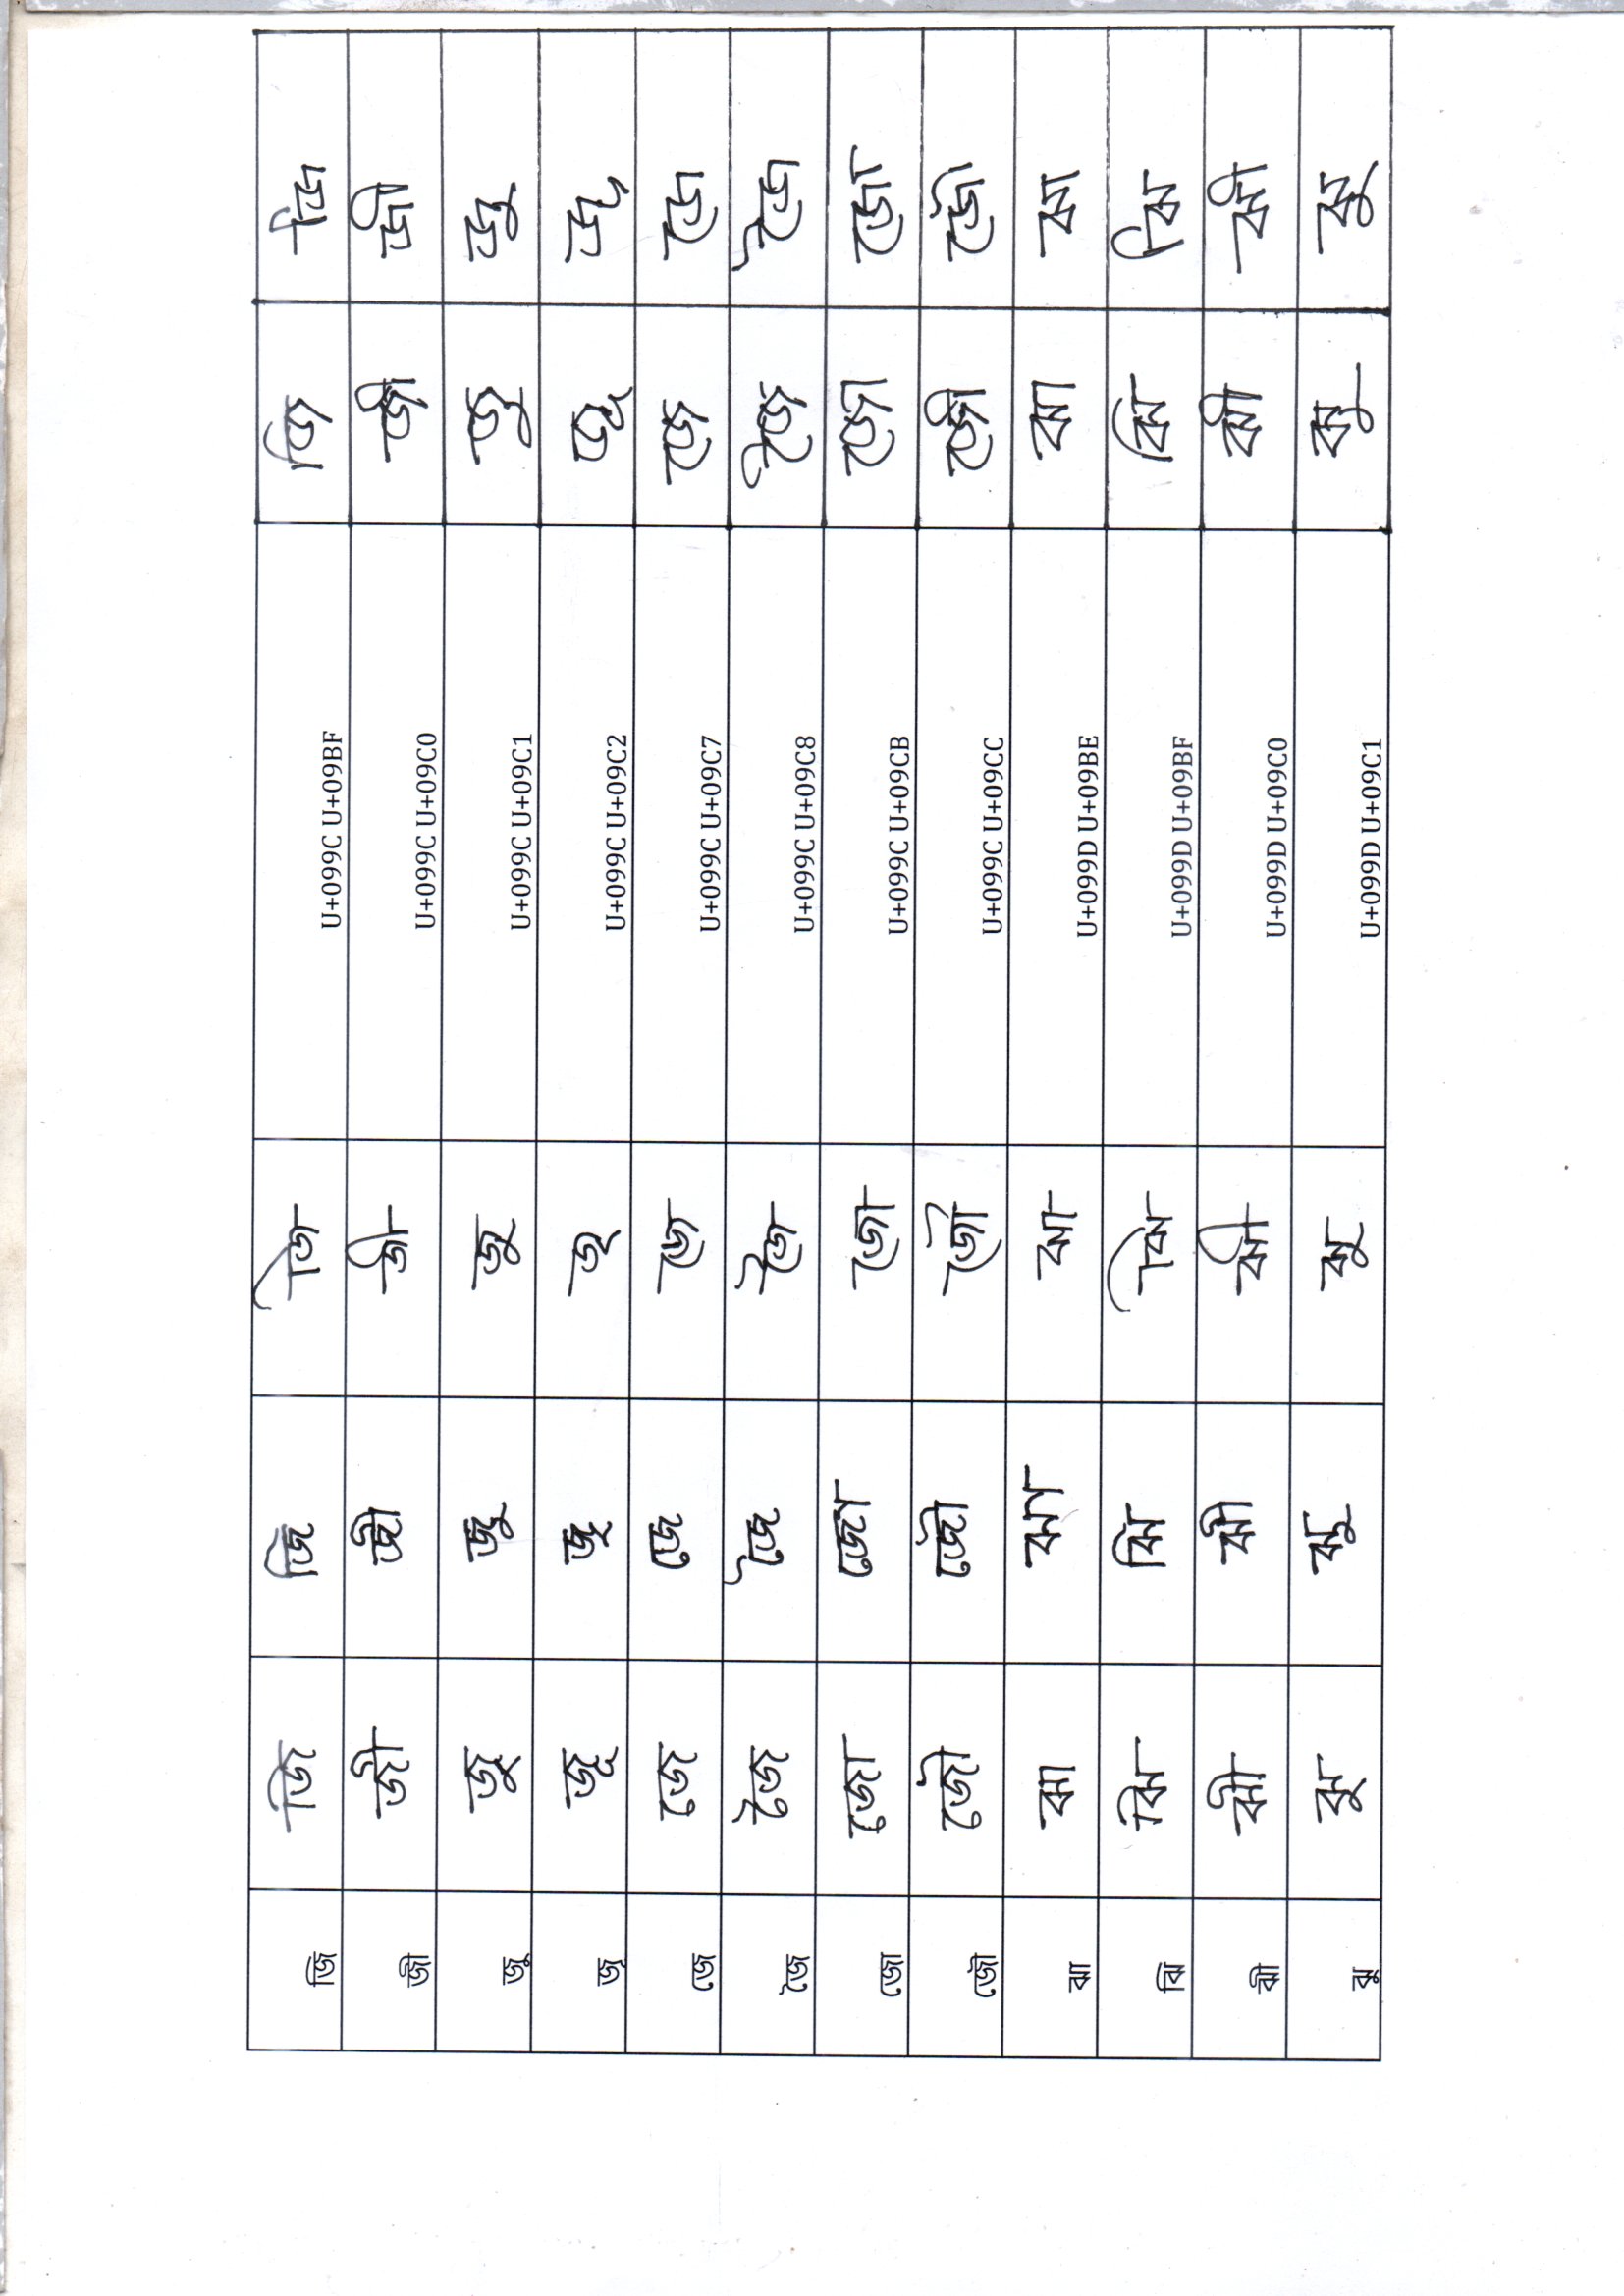 জি জি জি জি U+099C U+09BF জি জি
জী জী জী জী U+099C U+09C0 জী জী
জু জু জু জু U+099C U+09C1 জু জু
জূ জূ জূ জূ U+099C U+09C2 জূ জূ
জে জে জে জে U+099C U+09C7 জে জে
জৈ জৈ জৈ জৈ U+099C U+09C8 জৈ জৈ
জো জো জো জো U+099C U+09CB জো জো
জৌ জৌ জৌ জৌ U+099C U+09CC জৌ জৌ
ঝা ঝা ঝা ঝা U+099D U+09BE ঝা ঝা
ঝি ঝি ঝি ঝি U+099D U+09BF ঝি ঝি
ঝী ঝী ঝী ঝী U+099D U+09C0 ঝী ঝী
ঝু ঝু ঝু ঝু U+099D U+09C1 ঝু ঝু